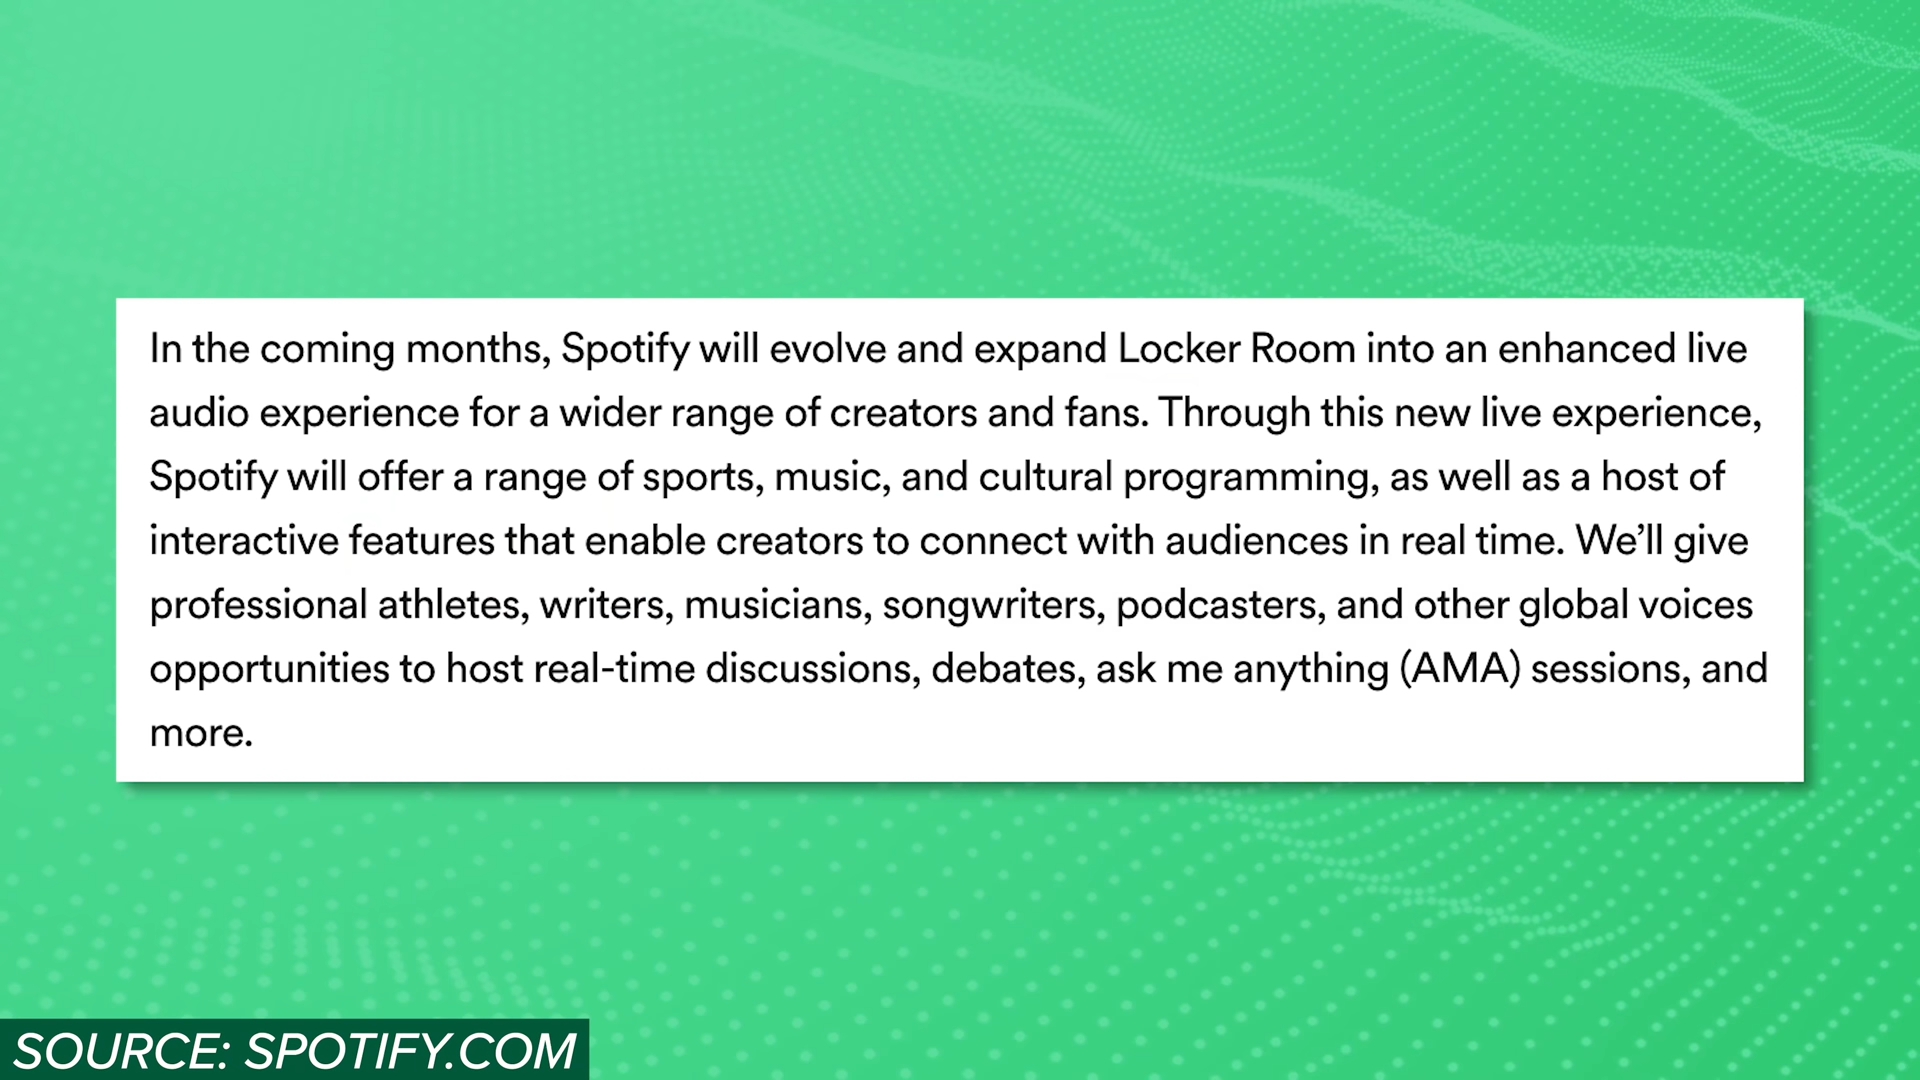 In the coming months, Spotify will evolve and expand Locker Room into an enhanced live
audio experience for a wider range of creators and fans. Through this new live experience,
Spotify will offer a range of sports, music, and cultural programming, as well as a host of
interactive features that enable creators to connect with audiences in real time. We’ll give
professional athletes, writers, musicians, songwriters, podcasters, and other global voices
opportunities to host real-time discussions, debates, ask me anything (AMA) sessions, and
more.
SOURCE: SPOTIFY.COM